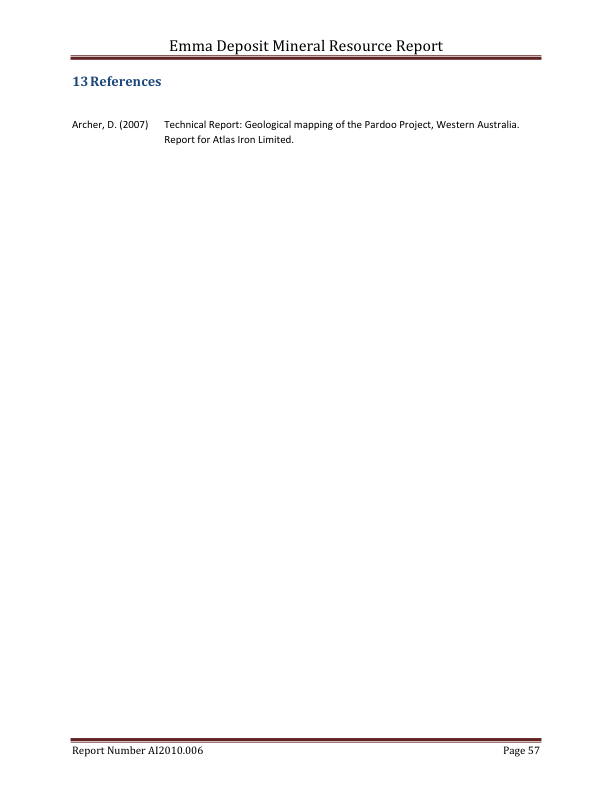 Emma Deposit Mineral Resource Report
13 References
Archer, D. (2007) Technical Report: Geological mapping of the Pardoo Project, Western Australia.
Report for Atlas Iron Limited.
Report Number AI2010.006 Page 57